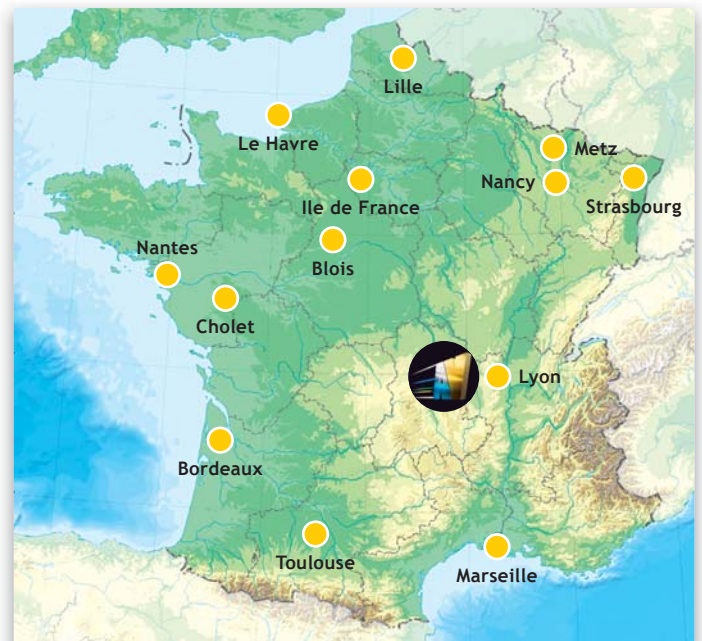 Lille
Le Havre
Metz
Nancy
Ile de France
Strasbourg
Nantes
Blois
Cholet
Lyon
Bordeaux
Toulouse
Marseille